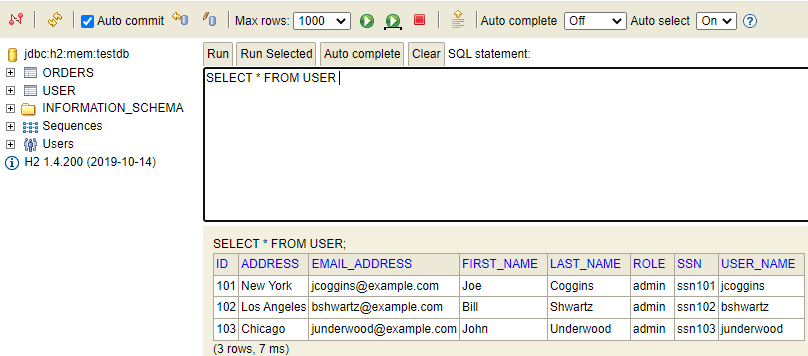 Auto commit Max rows: 1000 Auto complete Off Auto select On ?
jdbc:h2:mem:testdb
ORDERS
USER
INFORMATION_SCHEMA
Sequences
Users
H2 1.4.200 (2019-10-14)
Run Run Selected Auto complete Clear SQL statement:
SELECT * FROM USER
SELECT * FROM USER;
ID ADDRESS EMAIL_ADDRESS FIRST_NAME LAST_NAME ROLE SSN USER_NAME
101 New York jcoggins@example.com Joe Coggins admin ssn101 jcoggins
102 Los Angeles bshwartz@example.com Bill Shwartz admin ssn102 bshwartz
103 Chicago junderwood@example.com John Underwood admin ssn103 junderwood
(3 rows, 7 ms)